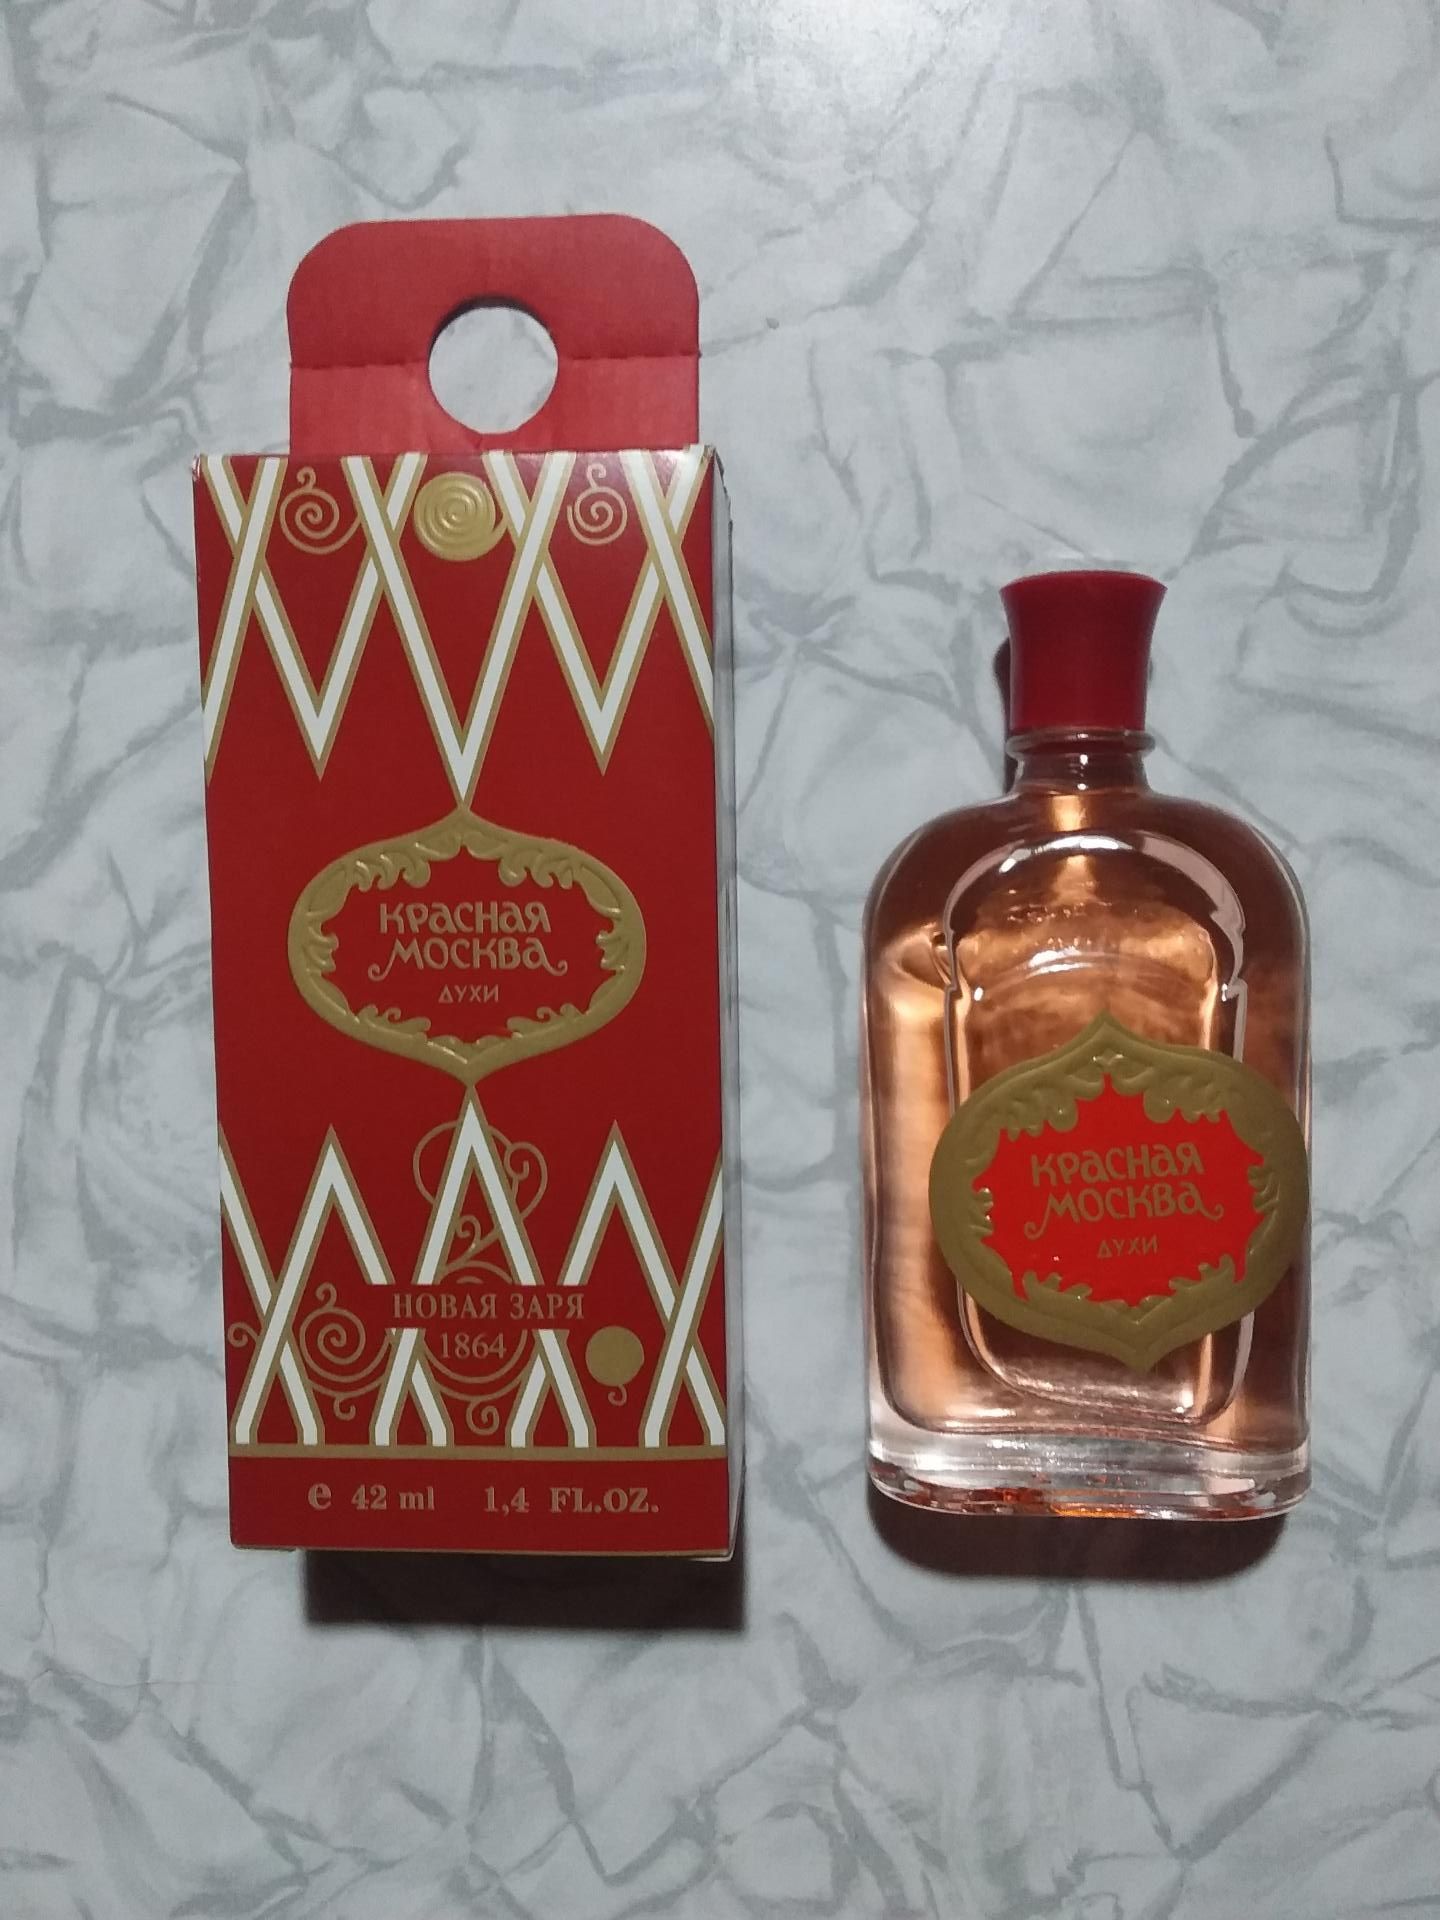 Красная
Москва
духи
НОВАЯ ЗАРЯ
1864
e 42 ml 1,4 FL.OZ.
Красная
Москва
духи